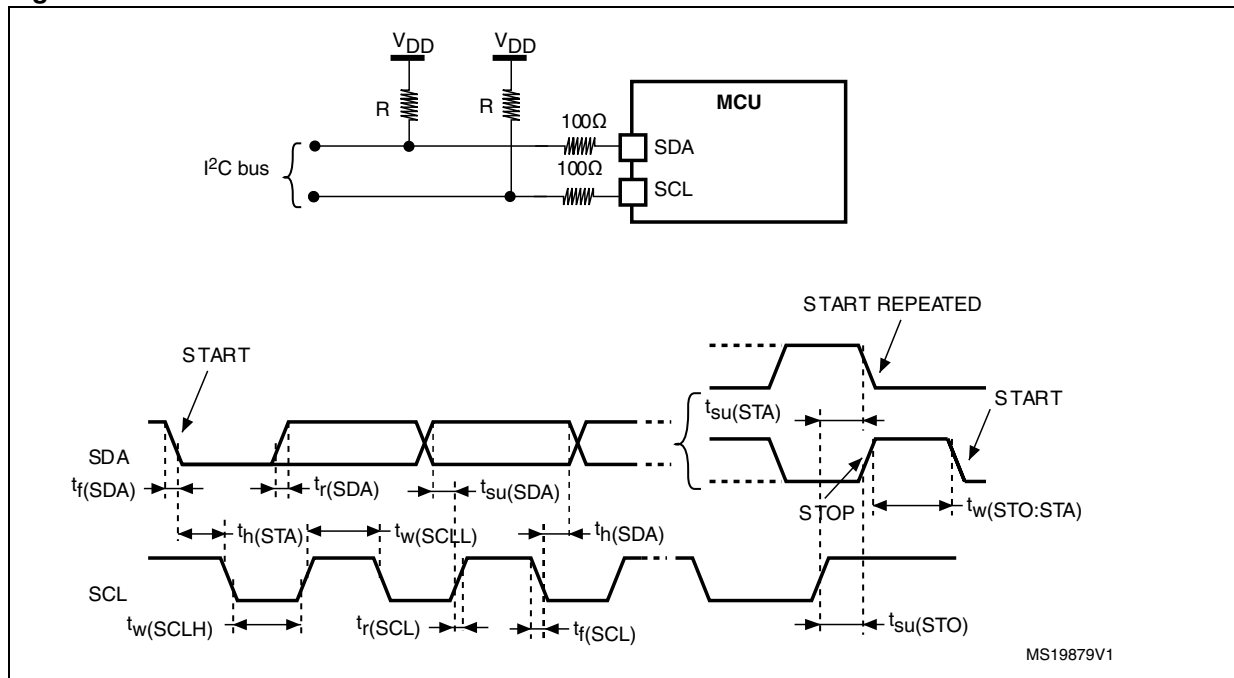 VDD VDD
MCU
R R
100Ω
SDA
100Ω
I²C bus
SCL
START REPEATED
START
START
tsu(STA)
SDA
tf(SDA) tr(SDA) tsu(SDA)
STOP
tw(STO:STA)
th(STA) tw(SCLL) th(SDA)
SCL
tw(SCLH) tr(SCL) tf(SCL) tsu(STO)
MS19879V1